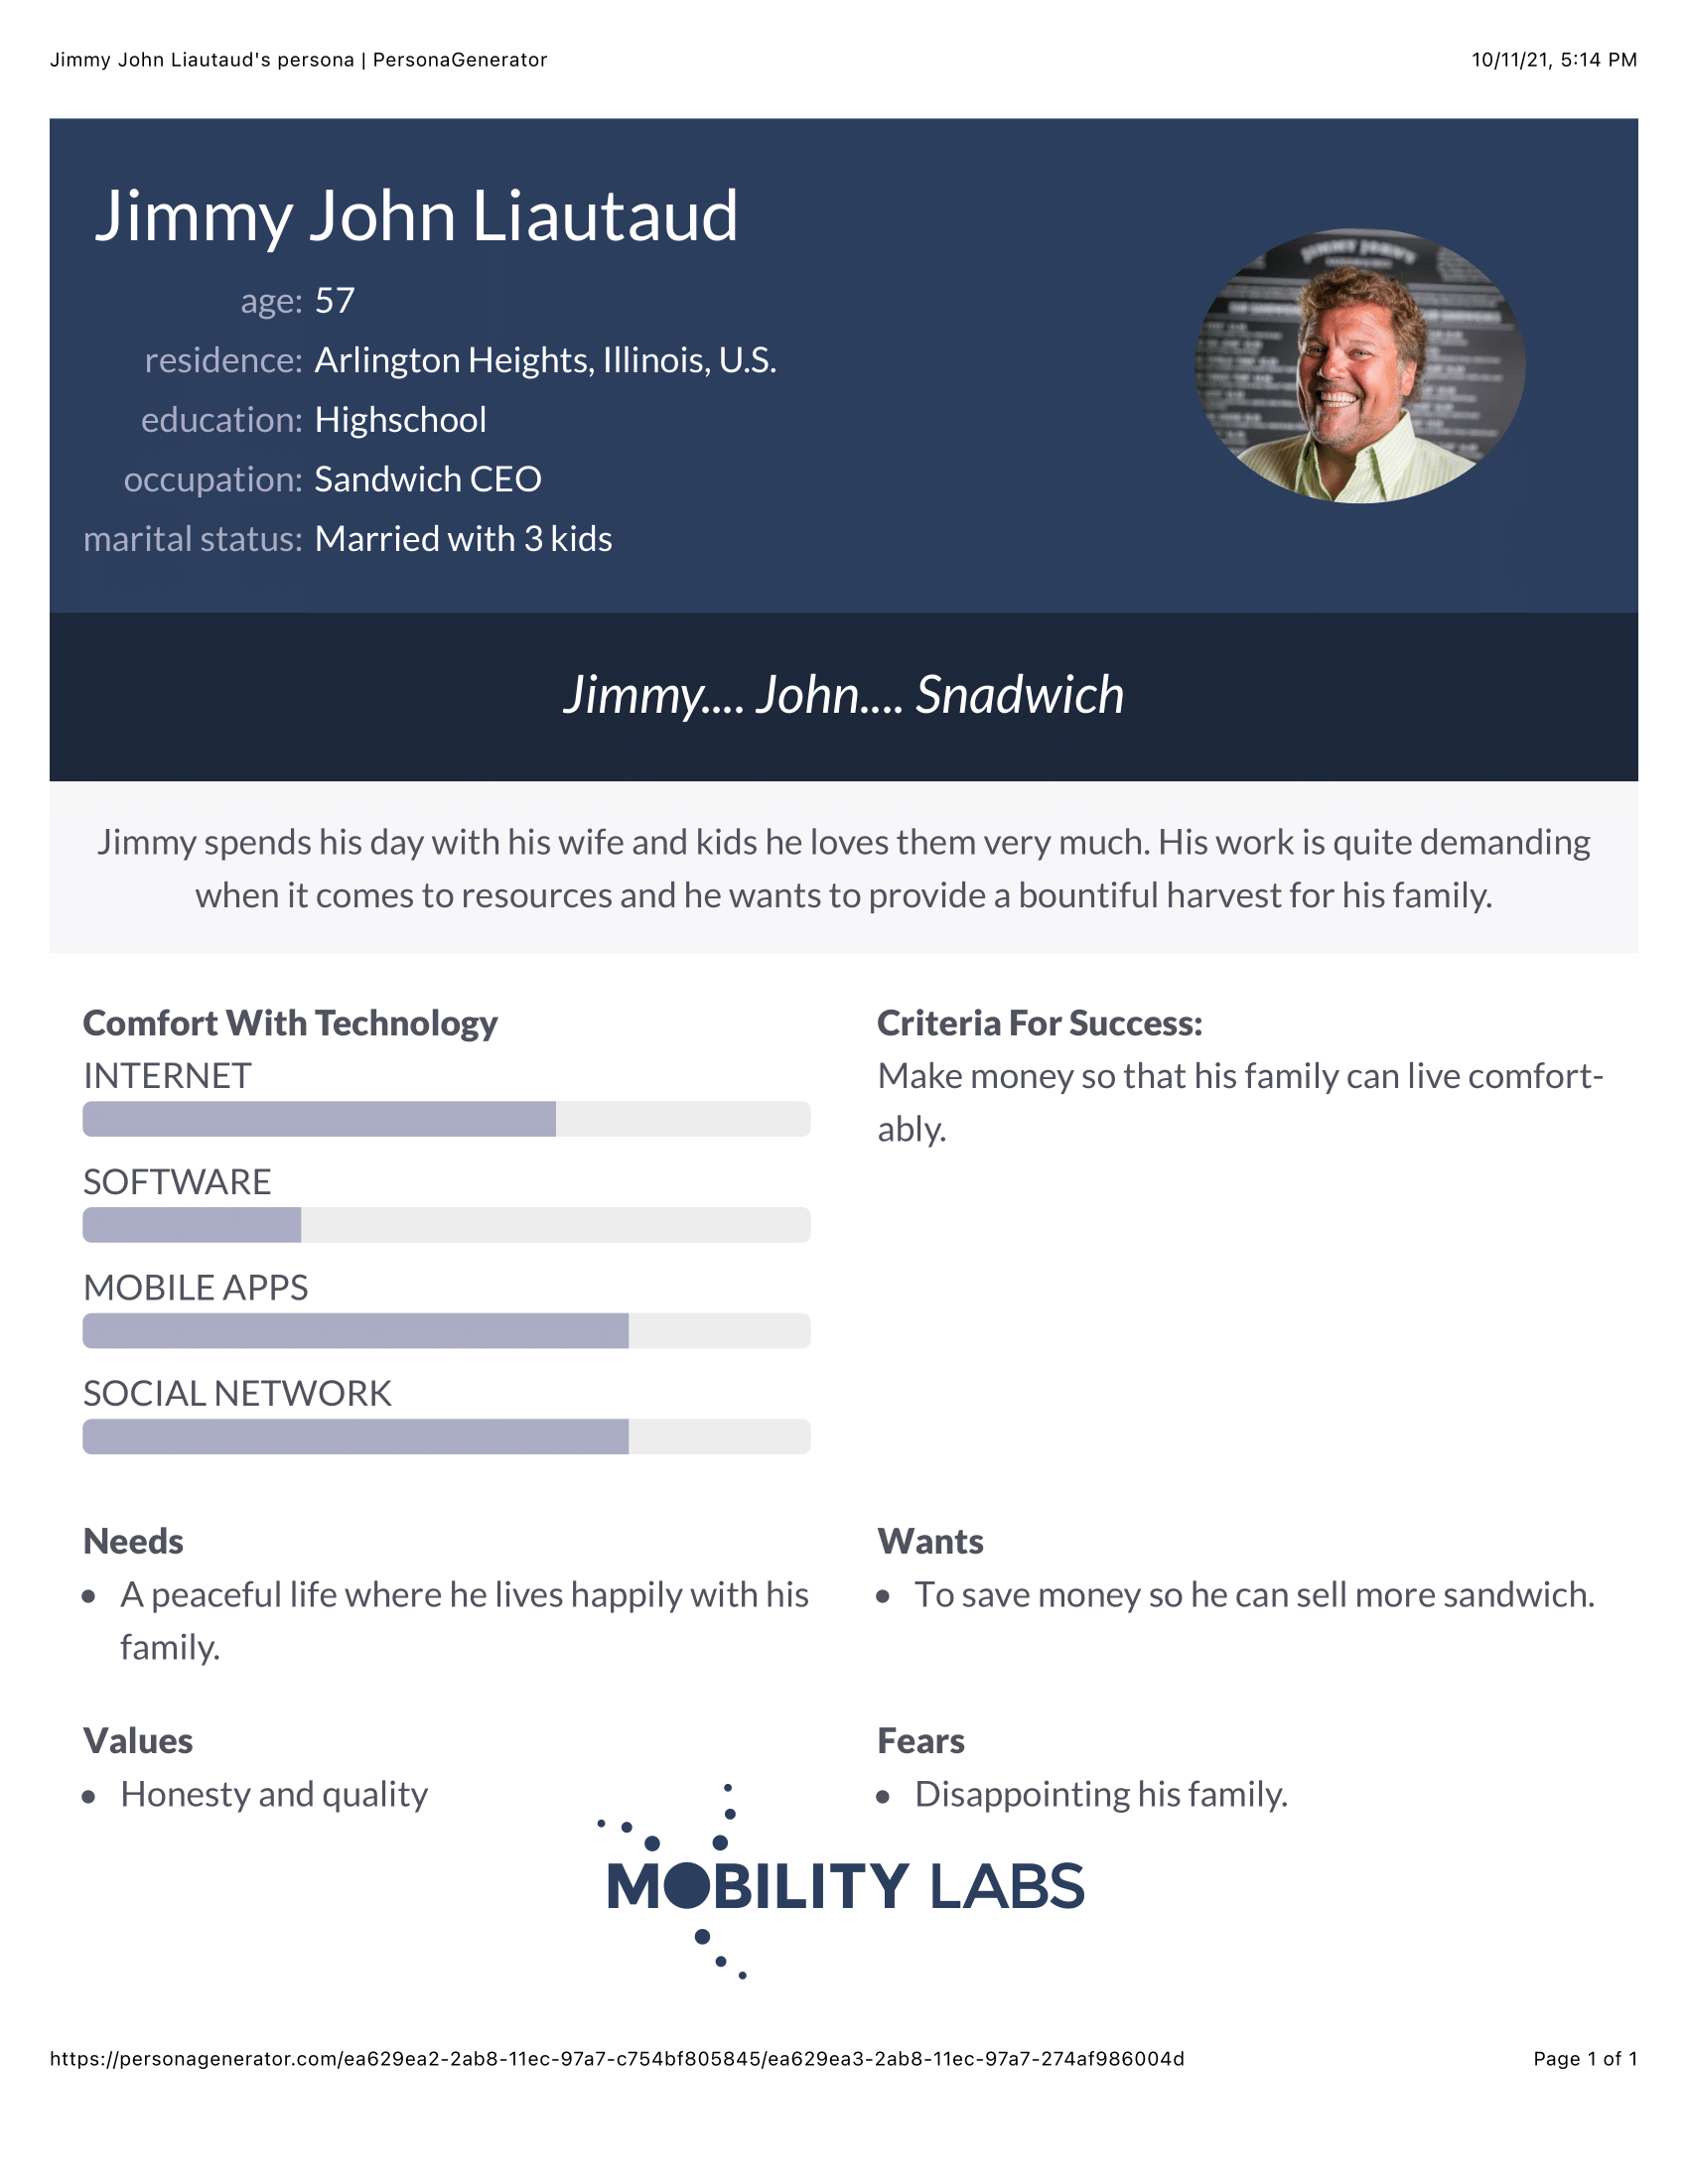 Jimmy John Liautaud's persona | PersonaGenerator
10/11/21, 5:14 PM
Jimmy John Liautaud
age: 57
residence: Arlington Heights, Illinois, U.S.
education: Highschool
occupation: Sandwich CEO
marital status: Married with 3 kids
JIMMY JOHN'S
Jimmy.... John.... Snadwich
Jimmy spends his day with his wife and kids he loves them very much. His work is quite demanding
when it comes to resources and he wants to provide a bountiful harvest for his family.
Comfort With Technology
INTERNET
SOFTWARE
MOBILE APPS
SOCIAL NETWORK
Criteria For Success:
Make money so that his family can live comfort-
ably.
Needs
• A peaceful life where he lives happily with his
family.
Wants
• To save money so he can sell more sandwich.
Values
• Honesty and quality
Fears
• Disappointing his family.
MOBILITY LABS
https://personagenerator.com/ea629ea2-2ab8-11ec-97a7-c754bf805845/ea629ea3-2ab8-11ec-97a7-274af986004d
Page 1 of 1